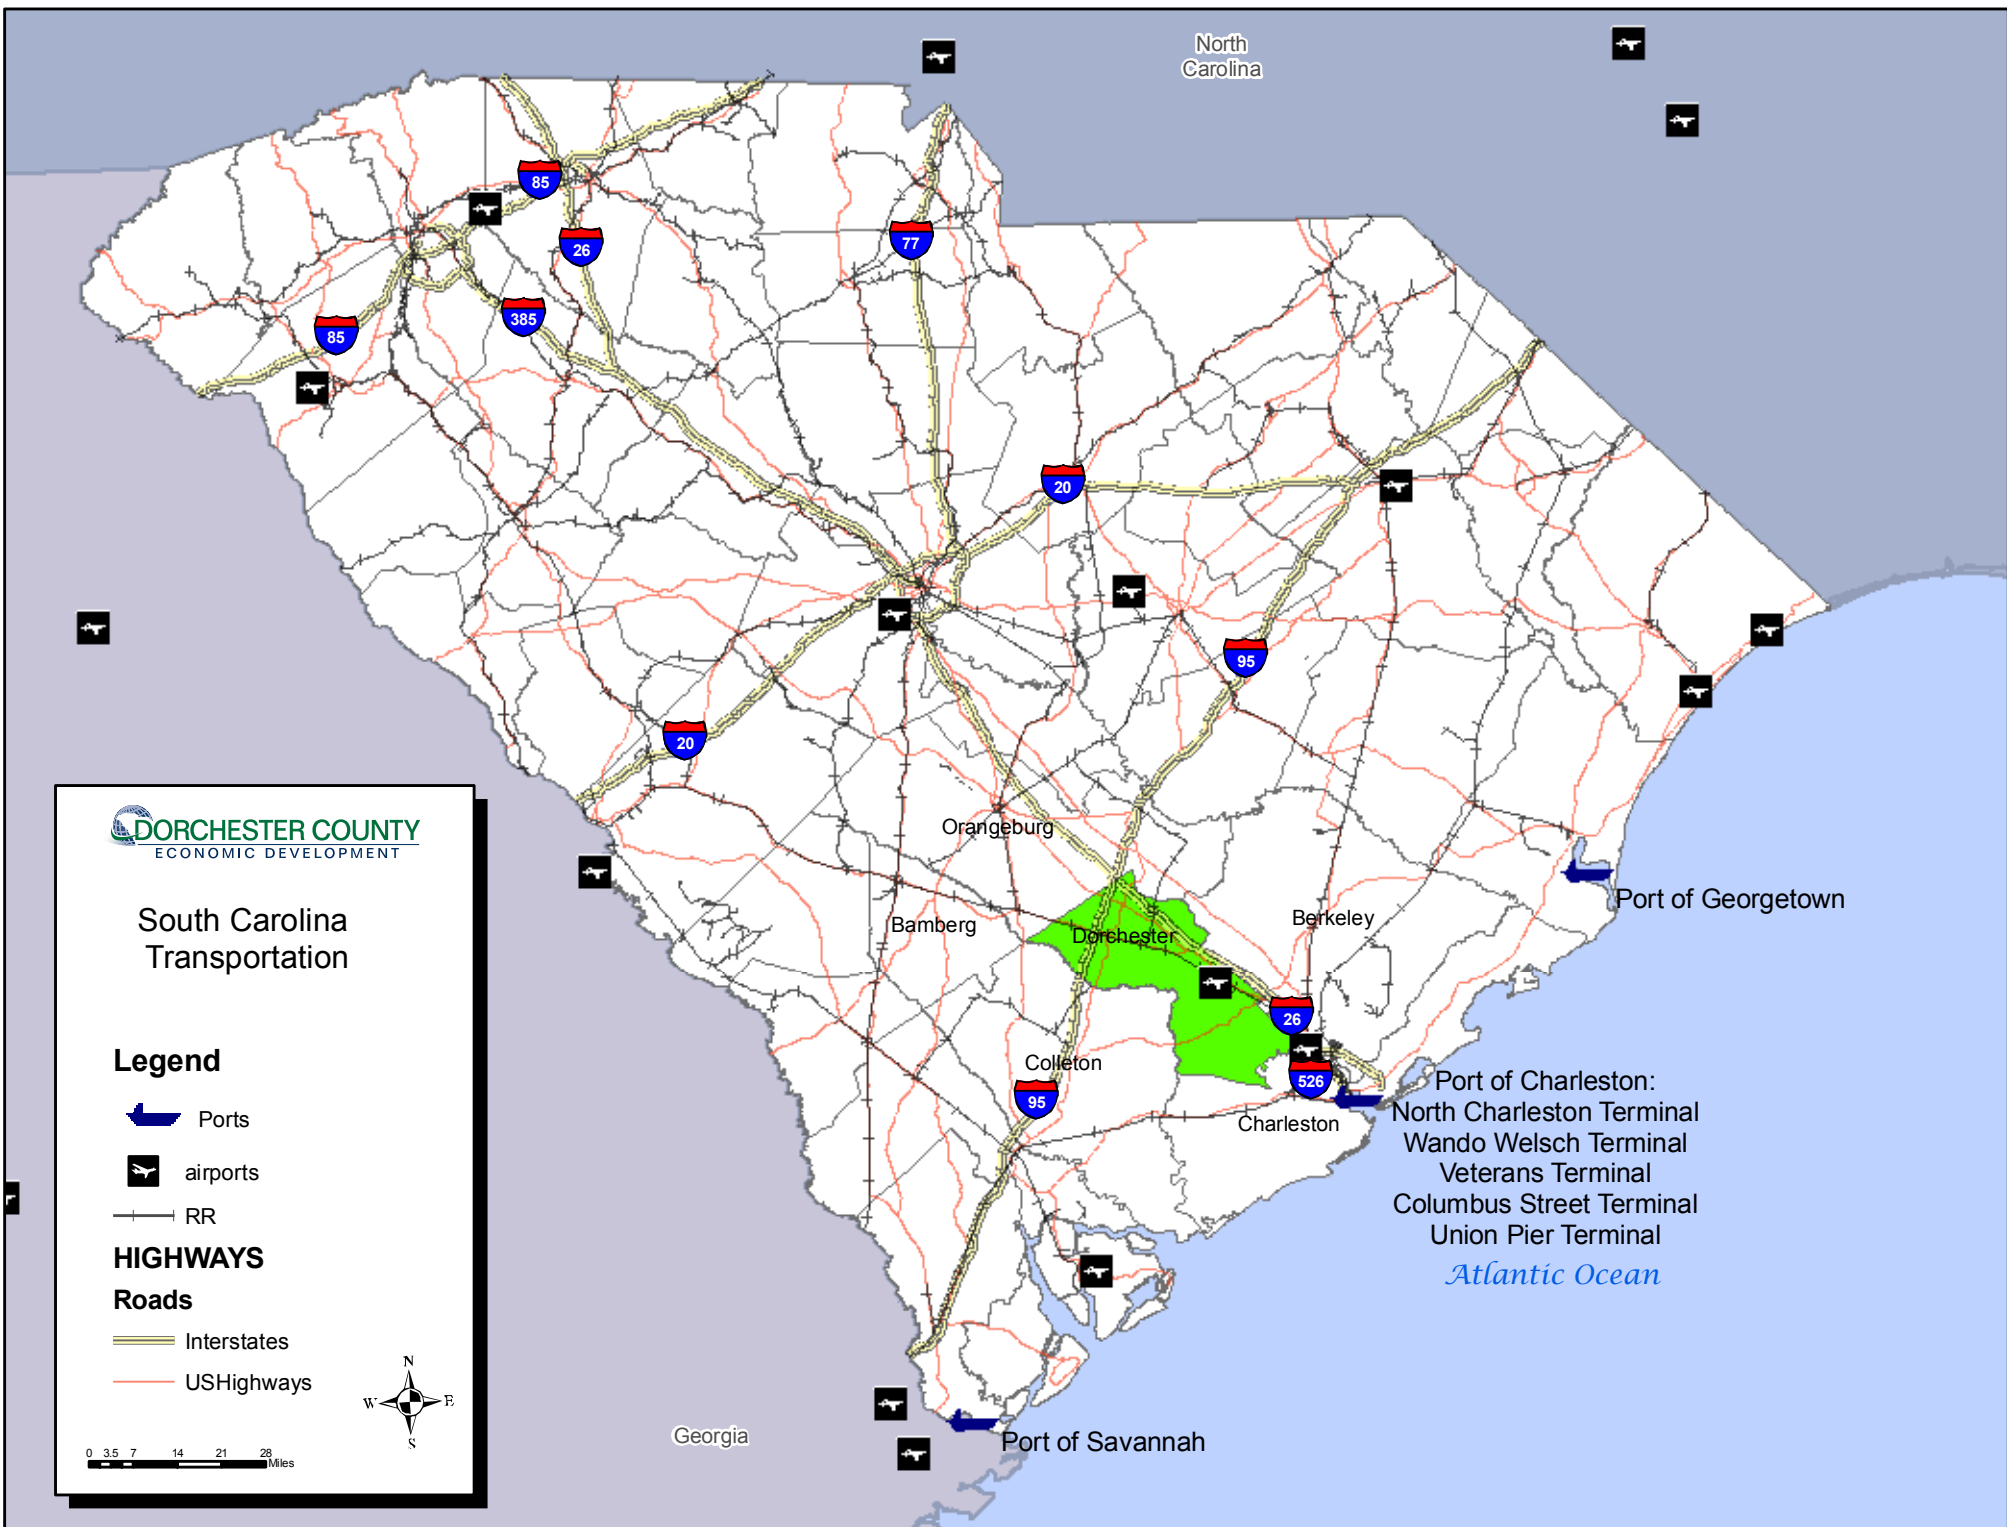 North
Carolina
85
26
77
385
85
20
95
20
Orangeburg
Bamberg
Dorchester
Berkeley
Port of Georgetown
26
Colleton
95
526
Charleston
Port of Charleston:
North Charleston Terminal
Wando Welsch Terminal
Veterans Terminal
Columbus Street Terminal
Union Pier Terminal
Atlantic Ocean
Georgia
Port of Savannah
DORCHESTER COUNTY
ECONOMIC DEVELOPMENT
South Carolina
Transportation
Legend
Ports
airports
RR
HIGHWAYS
Roads
Interstates
USHighways
N
W E
S
0 3.5 7 14 21 28
Miles